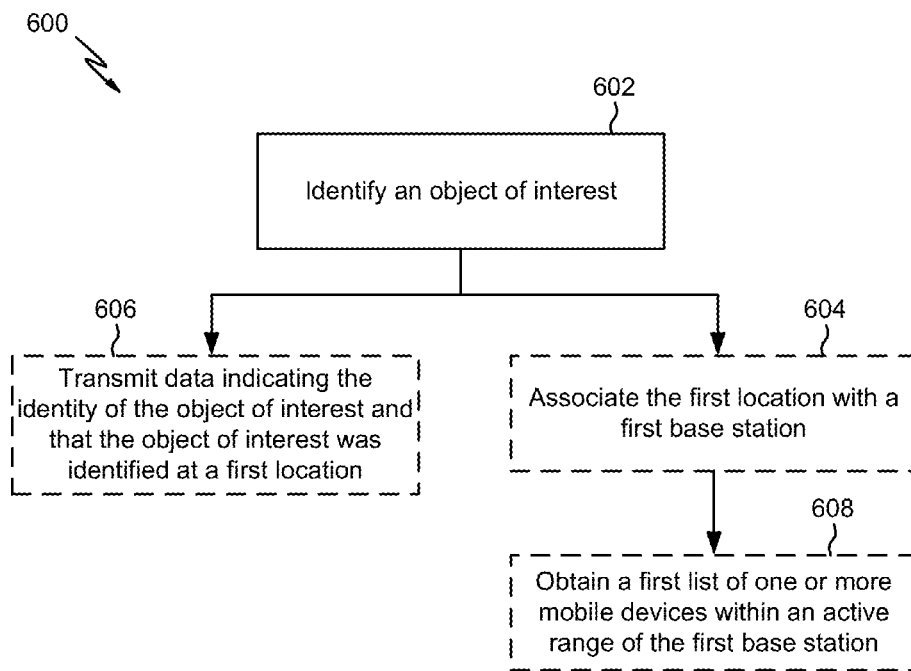 600
602
Identify an object of interest
606
Transmit data indicating the
identity of the object of interest and
that the object of interest was
identified at a first location
604
Associate the first location with a
first base station
608
Obtain a first list of one or more
mobile devices within an active
range of the first base station